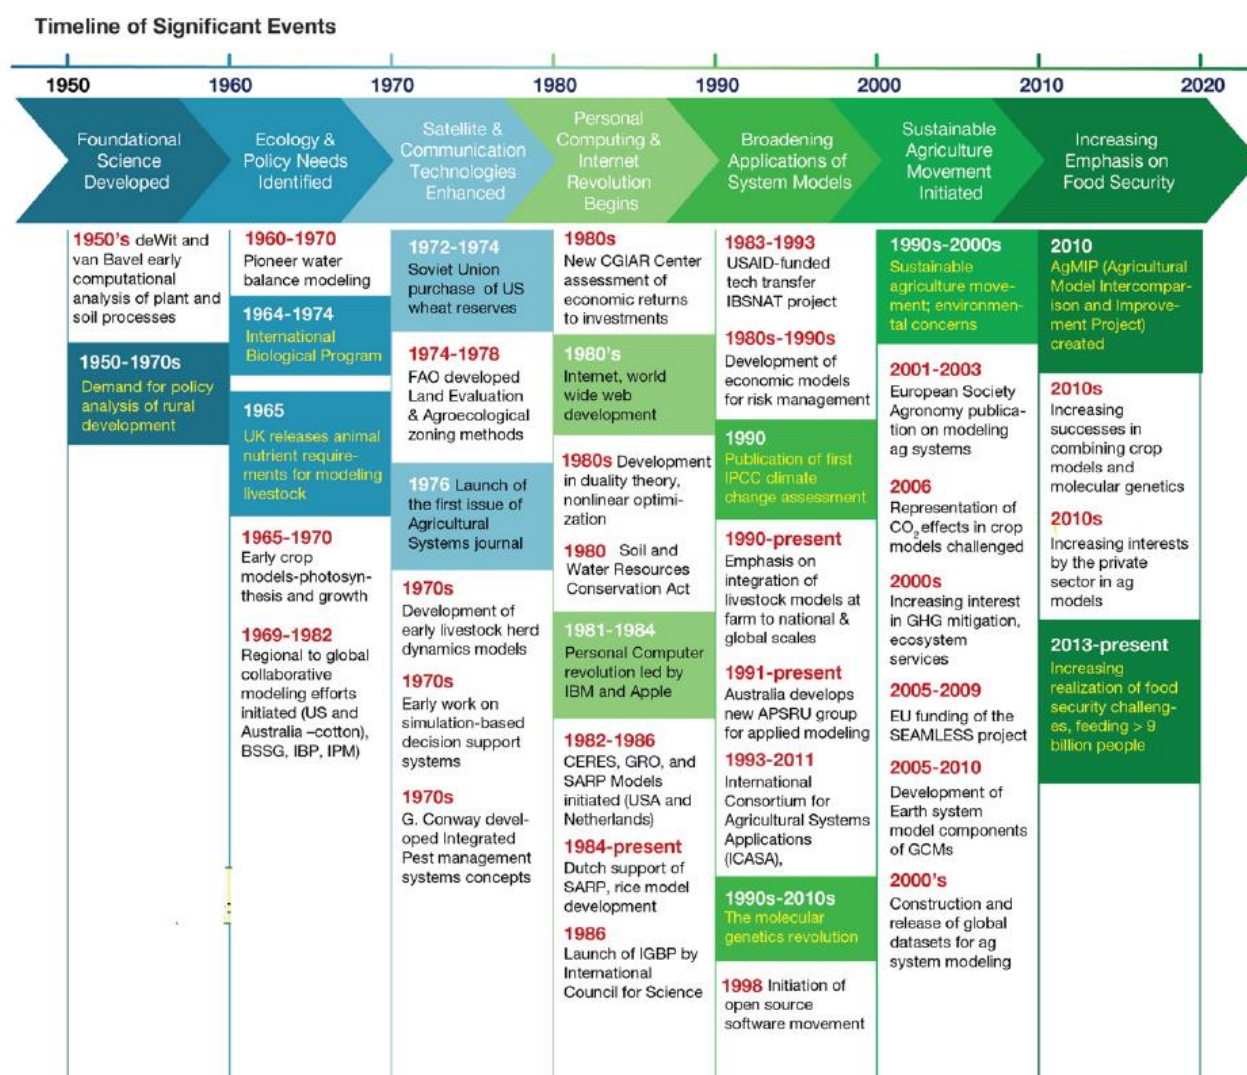 Timeline of Significant Events
1950
1960
1970
1980
1990
2000
2010
2020
Foundational
Science
Developed
Ecology &
Policy Needs
Identified
Satellite &
Communication
Technologies
Enhanced
Personal
Computing &
Internet
Revolution
Begins
Broadening
Applications of
System Models
Sustainable
Agriculture
Movement
Initiated
Increasing
Emphasis on
Food Security
1950's deWit and
van Bavel early
computational
analysis of plant and
soil processes
1950-1970s
Demand for policy
analysis of rural
development
1960-1970
Pioneer water
balance modeling
1964-1974
International
Biological Program
1965
UK releases animal
nutrient require-
ments for modeling
livestock
1965-1970
Early crop
models-photosyn-
thesis and growth
1969-1982
Regional to global
collaborative
modeling efforts
initiated (US and
Australia –cotton),
BSSG, IBP, IPM)
1972-1974
Soviet Union
purchase of US
wheat reserves
1974-1978
FAO developed
Land Evaluation
& Agroecological
zoning methods
1976 Launch of
the first issue of
Agricultural
Systems journal
1970s
Development of
early livestock herd
dynamics models
1970s
Early work on
simulation-based
decision support
systems
1970s
G. Conway devel-
oped Integrated
Pest management
systems concepts
1980s
New CGIAR Center
assessment of
economic returns
to investments
1980's
Internet, world
wide web
development
1980s Development
in duality theory,
nonlinear optimi-
zation
1980 Soil and
Water Resources
Conservation Act
1981-1984
Personal Computer
revolution led by
IBM and Apple
1982-1986
CERES, GRO, and
SARP Models
initiated (USA and
Netherlands)
1984-present
Dutch support of
SARP, rice model
development
1986
Launch of IGBP by
International
Council for Science
1983-1993
USAID-funded
tech transfer
IBSNAT project
1980s-1990s
Development of
economic models
for risk management
1990
Publication of first
IPCC climate
change assessment
1990-present
Emphasis on
integration of
livestock models at
farm to national &
global scales
1991-present
Australia develops
new APSRU group
for applied modeling
1993-2011
International
Consortium for
Agricultural Systems
Applications
(ICASA),
1990s-2010s
The molecular
genetics revolution
1998 Initiation of
open source
software movement
1990s-2000s
Sustainable
agriculture move-
ment; environmen-
tal concerns
2001-2003
European Society
Agronomy publica-
tion on modeling
ag systems
2006
Representation of
CO2 effects in crop
models challenged
2000s
Increasing interest
in GHG mitigation,
ecosystem
services
2005-2009
EU funding of the
SEAMLESS project
2005-2010
Development of
Earth system
model components
of GCMs
2000's
Construction and
release of global
datasets for ag
system modeling
2010
AgMIP (Agricultural
Model Intercompar-
ison and Improve-
ment Project)
created
2010s
Increasing
successes in
combining crop
models and
molecular genetics
2010s
Increasing interests
by the private
sector in ag
models
2013-present
Increasing
realization of food
security challeng-
es, feeding > 9
billion people